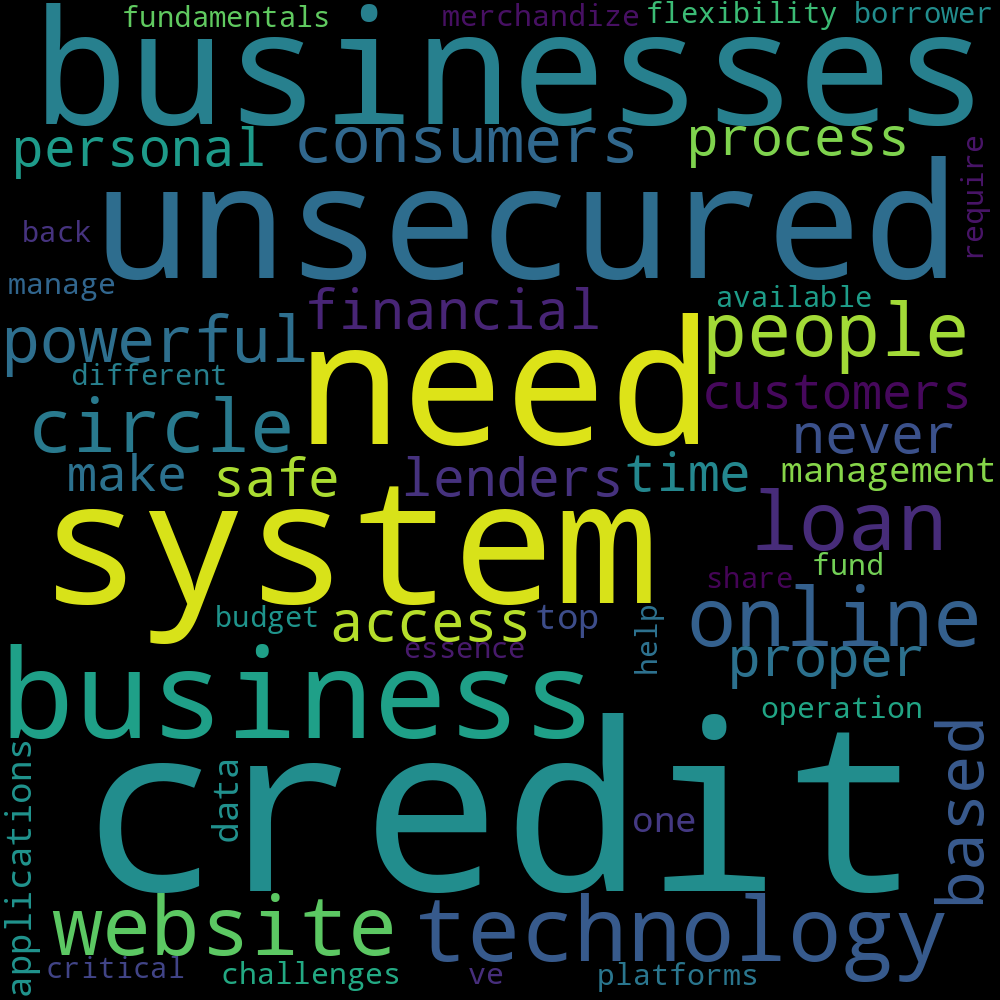 fundamentals merchandize flexibility borrower
businesses
personal consumers process
require
back unsecured
manage financial available
powerful need people
different customers
circle never
make safe lenders time management
system loan
fund
share
budget access top help online
essence proper
business operation
applications data credit one based
website technology
critical challenges ve platforms